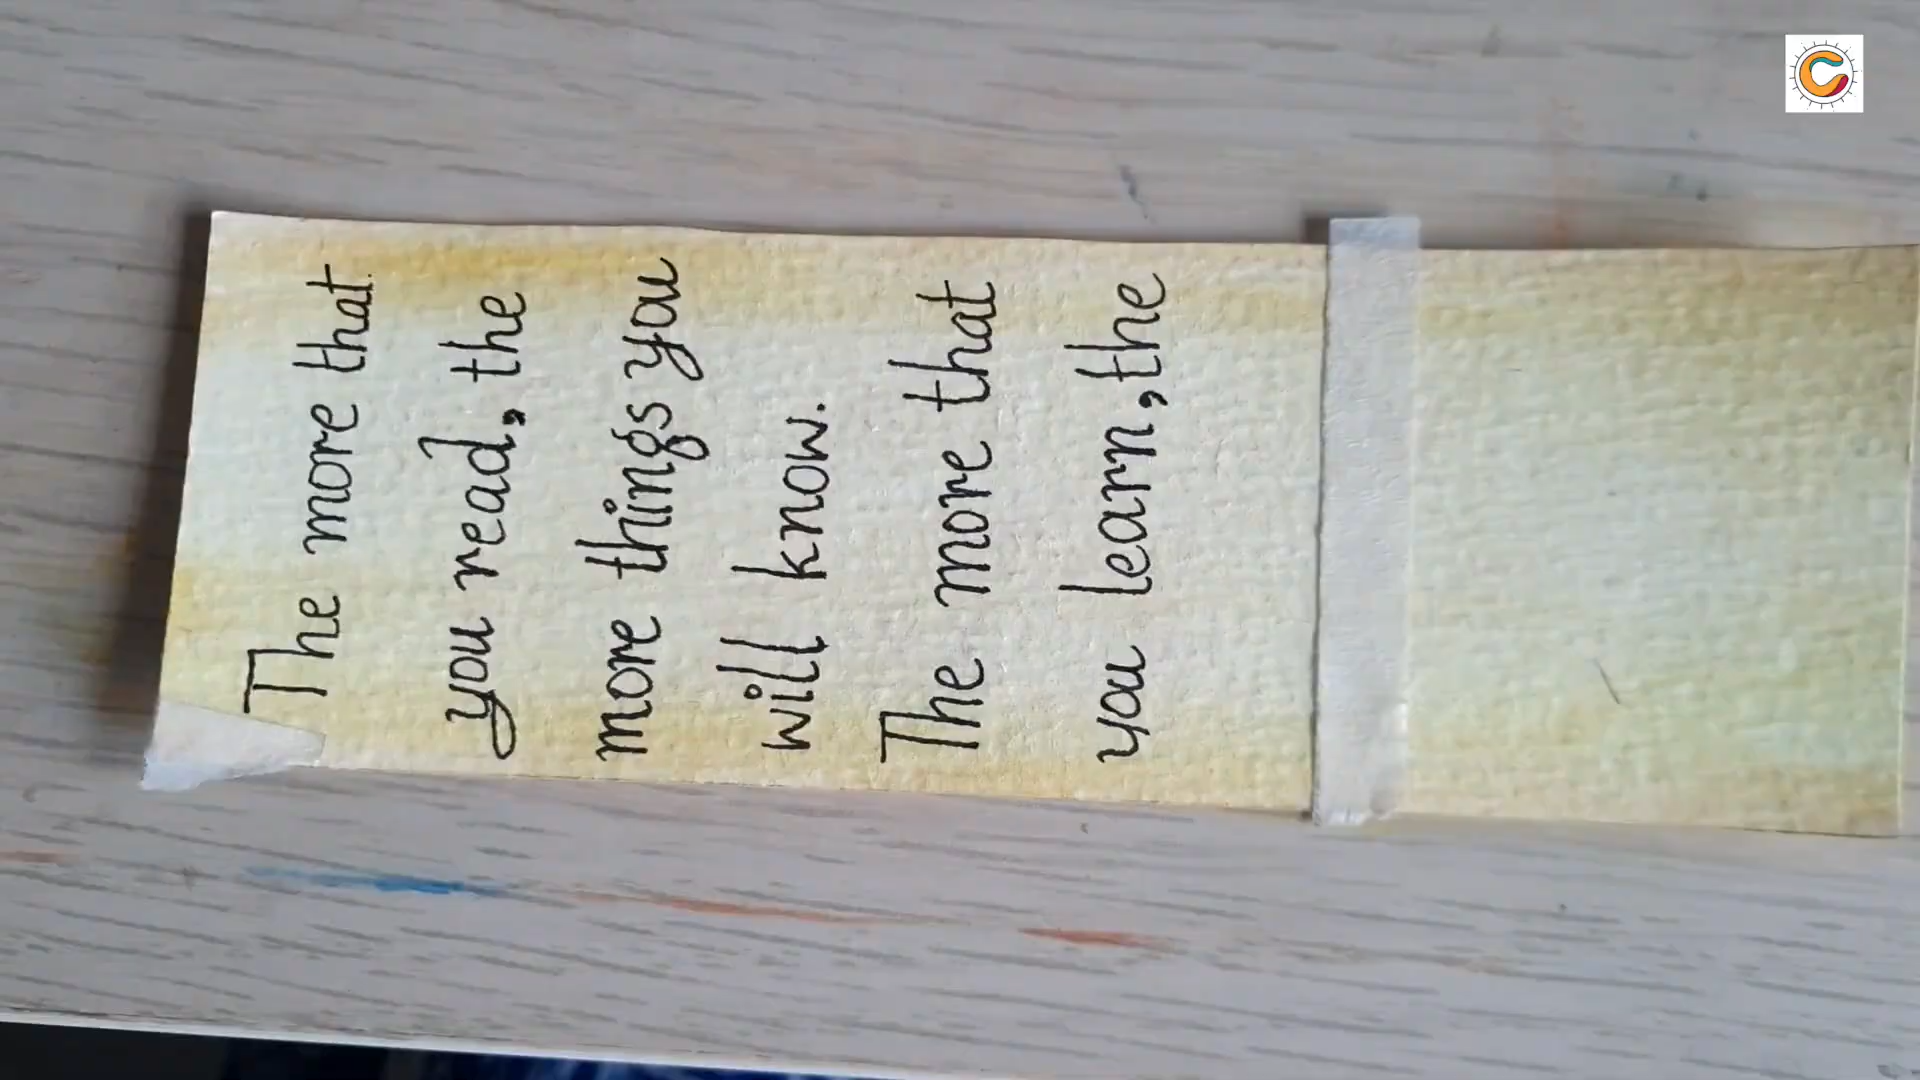 The more that
you read, the
more things you
will know.
The more that
you learn, the